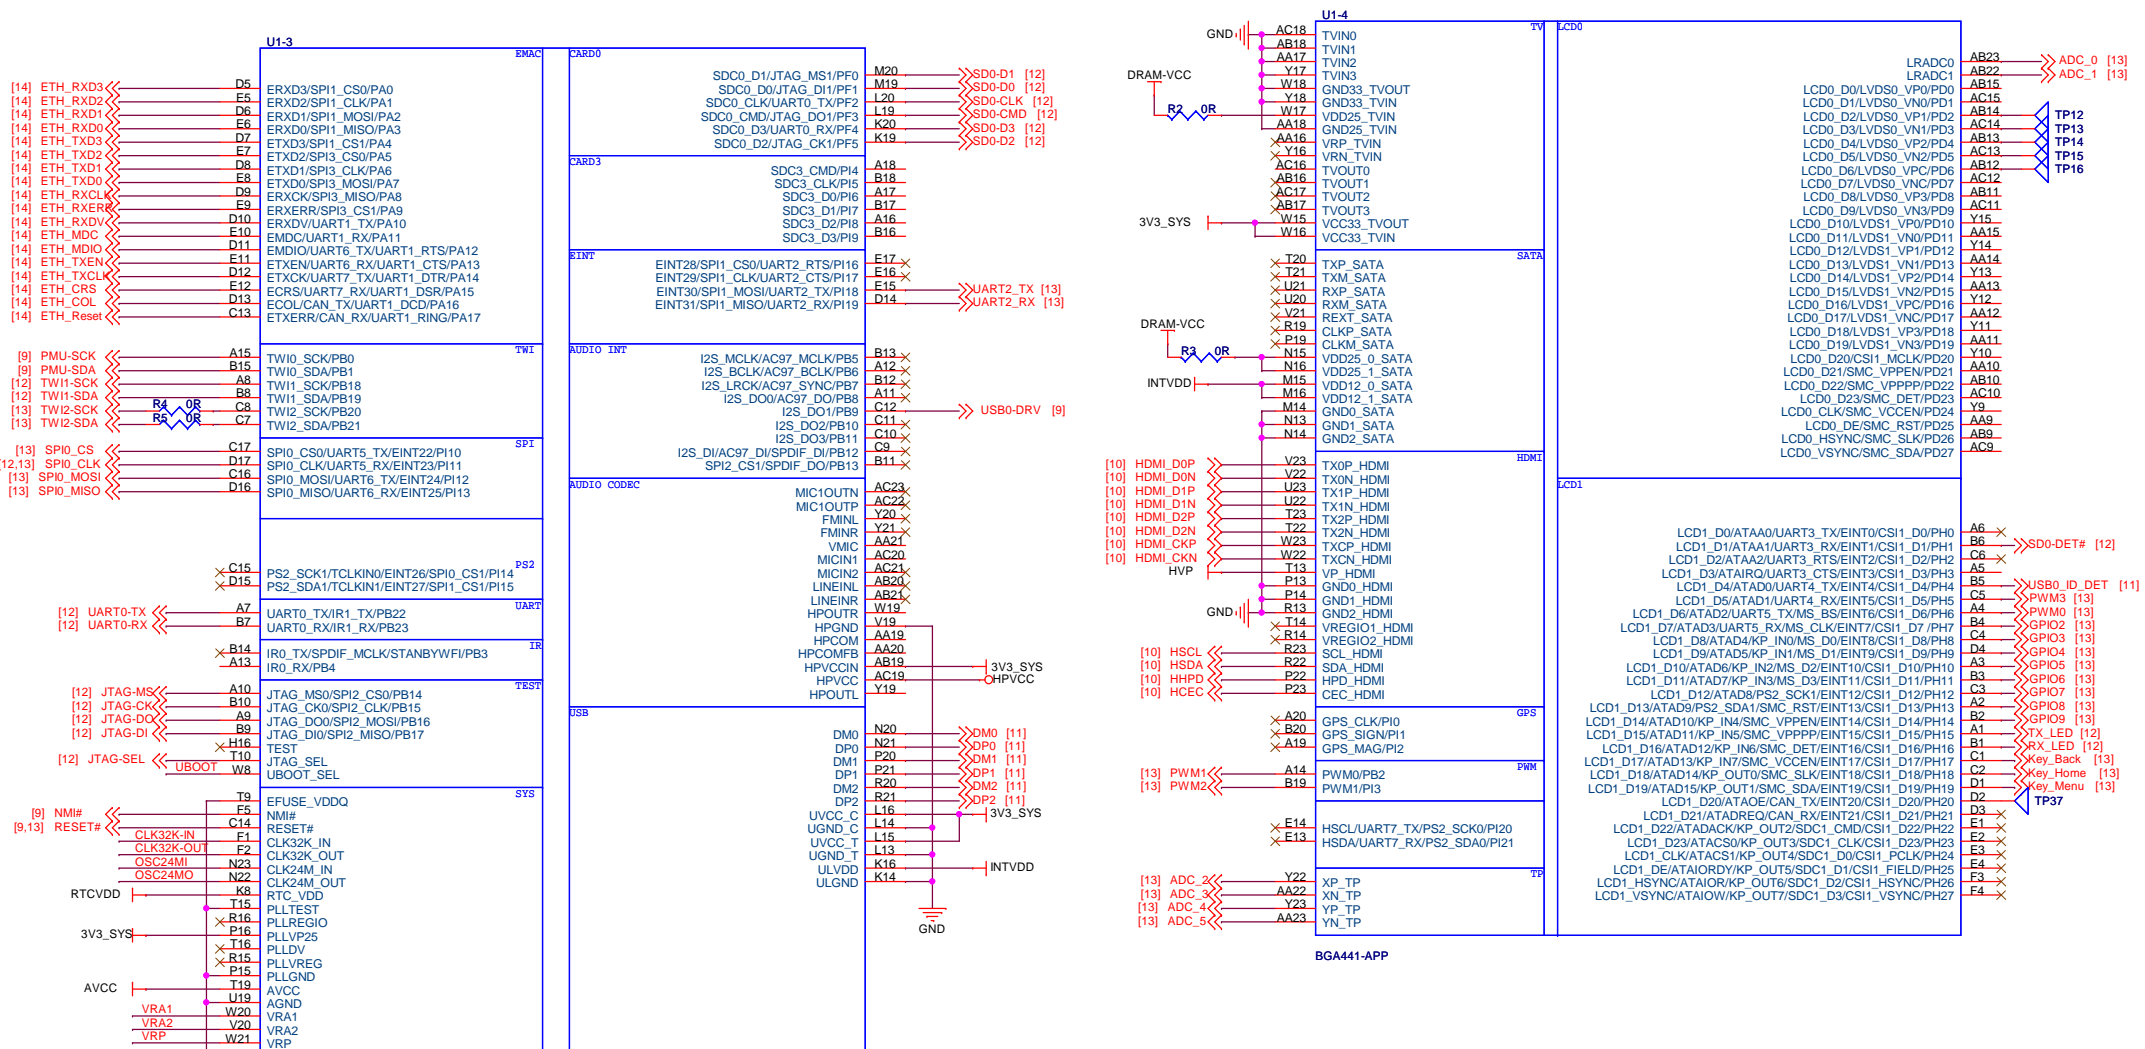 U1-3
EMAC
[14] ETH_RXD3 D5 ERXD3/SPI1_CS0/PA0
[14] ETH_RXD2 E5 ERXD2/SPI1_CLK/PA1
[14] ETH_RXD1 D6 ERXD1/SPI1_MOSI/PA2
[14] ETH_RXD0 E6 ERXD0/SPI1_MISO/PA3
[14] ETH_TXD3 D7 ETXD3/SPI1_CS1/PA4
[14] ETH_TXD2 E7 ETXD2/SPI3_CS0/PA5
[14] ETH_TXD1 D8 ETXD1/SPI3_CLK/PA6
[14] ETH_TXD0 E8 ETXD0/SPI3_MOSI/PA7
[14] ETH_RXCLK D9 ERXCK/SPI3_MISO/PA8
[14] ETH_RXERR E9 ERXERR/SPI3_CS1/PA9
[14] ETH_RXDV D10 ERXDV/UART1_TX/PA10
[14] ETH_MDC E10 EMDC/UART1_RX/PA11
[14] ETH_MDIO D11 EMDIO/UART6_TX/UART1_RTS/PA12
[14] ETH_TXEN E11 ETXEN/UART6_RX/UART1_CTS/PA13
[14] ETH_TXCLK D12 ETXCK/UART7_TX/UART1_DTR/PA14
[14] ETH_CRS E12 ECRS/UART7_RX/UART1_DSR/PA15
[14] ETH_COL D13 ECOL/CAN_TX/UART1_DCD/PA16
[14] ETH_Reset C13 ETXERR/CAN_RX/UART1_RING/PA17
TWI
[9] PMU-SCK A15 TWI0_SCK/PB0
[9] PMU-SDA B15 TWI0_SDA/PB1
[12] TWI1-SCK A8 TWI1_SCK/PB18
[12] TWI1-SDA B8 TWI1_SDA/PB19
[13] TWI2-SCK R4 0R C8 TWI2_SCK/PB20
[13] TWI2-SDA R5 0R C7 TWI2_SDA/PB21
SPI
[13] SPI0_CS C17 SPI0_CS0/UART5_TX/EINT22/PI10
[12,13] SPI0_CLK D17 SPI0_CLK/UART5_RX/EINT23/PI11
[13] SPI0_MOSI C16 SPI0_MOSI/UART6_TX/EINT24/PI12
[13] SPI0_MISO D16 SPI0_MISO/UART6_RX/EINT25/PI13
PS2
C15 PS2_SCK1/TCLKIN0/EINT26/SPI0_CS1/PI14
D15 PS2_SDA1/TCLKIN1/EINT27/SPI1_CS1/PI15
UART
[12] UART0-TX A7 UART0_TX/IR1_TX/PB22
[12] UART0-RX B7 UART0_RX/IR1_RX/PB23
IR
B14 IR0_TX/SPDIF_MCLK/STANBYWFI/PB3
A13 IR0_RX/PB4
TEST
[12] JTAG-MS A10 JTAG_MS0/SPI2_CS0/PB14
[12] JTAG-CK B10 JTAG_CK0/SPI2_CLK/PB15
[12] JTAG-DO A9 JTAG_DO0/SPI2_MOSI/PB16
[12] JTAG-DI B9 JTAG_DI0/SPI2_MISO/PB17
H16 TEST
[12] JTAG-SEL T10 JTAG_SEL
UBOOT W8 UBOOT_SEL
SYS
T9 EFUSE_VDDQ
[9] NMI# F5 NMI#
[9,13] RESET# C14 RESET#
CLK32K-IN F1 CLK32K_IN
CLK32K-OUT F2 CLK32K_OUT
OSC24MI N23 CLK24M_IN
OSC24MO N22 CLK24M_OUT
RTCVDD K8 RTC_VDD
T15 PLLTEST
R16 PLLREGIO
3V3_SYS P16 PLLVP25
T16 PLLDV
R15 PLLVREG
P15 PLLGND
AVCC T19 AVCC
U19 AGND
VRA1 W20 VRA1
VRA2 V20 VRA2
VRP W21 VRP
CARD0
SDC0_D1/JTAG_MS1/PF0 M20 SD0-D1 [12]
SDC0_D0/JTAG_DI1/PF1 M19 SD0-D0 [12]
SDC0_CLK/UART0_TX/PF2 L20 SD0-CLK [12]
SDC0_CMD/JTAG_DO1/PF3 L19 SD0-CMD [12]
SDC0_D3/UART0_RX/PF4 K20 SD0-D3 [12]
SDC0_D2/JTAG_CK1/PF5 K19 SD0-D2 [12]
CARD3
SDC3_CMD/PI4 A18
SDC3_CLK/PI5 B18
SDC3_D0/PI6 A17
SDC3_D1/PI7 B17
SDC3_D2/PI8 A16
SDC3_D3/PI9 B16
EINT
EINT28/SPI1_CS0/UART2_RTS/PI16 E17
EINT29/SPI1_CLK/UART2_CTS/PI17 E16
EINT30/SPI1_MOSI/UART2_TX/PI18 E15 UART2_TX [13]
EINT31/SPI1_MISO/UART2_RX/PI19 D14 UART2_RX [13]
AUDIO INT
I2S_MCLK/AC97_MCLK/PB5 B13
I2S_BCLK/AC97_BCLK/PB6 A12
I2S_LRCK/AC97_SYNC/PB7 B12
I2S_DO0/AC97_DO/PB8 A11
I2S_DO1/PB9 C12 USB0-DRV [9]
I2S_DO2/PB10 C11
I2S_DO3/PB11 C10
I2S_DI/AC97_DI/SPDIF_DI/PB12 C9
SPI2_CS1/SPDIF_DO/PB13 B11
AUDIO CODEC
MIC1OUTN AC23
MIC1OUTP AC22
FMINL Y20
FMINR Y21
VMIC AA21
MICIN1 AC20
MICIN2 AC21
LINEINL AB20
LINEINR AB21
HPOUTR W19
HPGND V19
HPCOM AA19
HPCOMFB AA20
HPVCCIN AB19 3V3_SYS
HPVCC AC19 HPVCC
HPOUTL Y19
USB
DM0 N20 DM0 [11]
DP0 N21 DP0 [11]
DM1 P20 DM1 [11]
DP1 P21 DP1 [11]
DM2 R20 DM2 [11]
DP2 R21 DP2 [11]
UVCC_C L16 3V3_SYS
UGND_C L14
UVCC_T L15
UGND_T L13
ULVDD K16 INTVDD
ULGND K14
GND
U1-4
TV
GND AC18 TVIN0
AB18 TVIN1
AA17 TVIN2
Y17 TVIN3
DRAM-VCC W18 GND33_TVOUT
Y18 GND33_TVIN
R2 0R W17 VDD25_TVIN
AA18 GND25_TVIN
AA16 VRP_TVIN
Y16 VRN_TVIN
AC16 TVOUT0
AB16 TVOUT1
AC17 TVOUT2
AB17 TVOUT3
3V3_SYS W15 VCC33_TVOUT
W16 VCC33_TVIN
SATA
T20 TXP_SATA
T21 TXM_SATA
U21 RXP_SATA
U20 RXM_SATA
V21 REXT_SATA
DRAM-VCC R19 CLKP_SATA
P19 CLKM_SATA
R3 0R N15 VDD25_0_SATA
N16 VDD25_1_SATA
INTVDD M15 VDD12_0_SATA
M16 VDD12_1_SATA
M14 GND0_SATA
N13 GND1_SATA
N14 GND2_SATA
HDMI
[10] HDMI_D0P V23 TX0P_HDMI
[10] HDMI_D0N V22 TX0N_HDMI
[10] HDMI_D1P U23 TX1P_HDMI
[10] HDMI_D1N U22 TX1N_HDMI
[10] HDMI_D2P T23 TX2P_HDMI
[10] HDMI_D2N T22 TX2N_HDMI
[10] HDMI_CKP W23 TXCP_HDMI
[10] HDMI_CKN W22 TXCN_HDMI
HVP T13 VP_HDMI
P13 GND0_HDMI
P14 GND1_HDMI
GND R13 GND2_HDMI
T14 VREGIO1_HDMI
R14 VREGIO2_HDMI
[10] HSCL R23 SCL_HDMI
[10] HSDA R22 SDA_HDMI
[10] HHPD P22 HPD_HDMI
[10] HCEC P23 CEC_HDMI
GPS
A20 GPS_CLK/PI0
B20 GPS_SIGN/PI1
A19 GPS_MAG/PI2
PWM
[13] PWM1 A14 PWM0/PB2
[13] PWM2 B19 PWM1/PI3
E14 HSCL/UART7_TX/PS2_SCK0/PI20
E13 HSDA/UART7_RX/PS2_SDA0/PI21
TP
[13] ADC_2 Y22 XP_TP
[13] ADC_3 AA22 XN_TP
[13] ADC_4 Y23 YP_TP
[13] ADC_5 AA23 YN_TP
BGA441-APP
LCD0
LRADC0 AB23 ADC_0 [13]
LRADC1 AB22 ADC_1 [13]
LCD0_D0/LVDS0_VP0/PD0 AB15
LCD0_D1/LVDS0_VN0/PD1 AC15
LCD0_D2/LVDS0_VP1/PD2 AB14 TP12
LCD0_D3/LVDS0_VN1/PD3 AC14 TP13
LCD0_D4/LVDS0_VP2/PD4 AB13 TP14
LCD0_D5/LVDS0_VN2/PD5 AC13 TP15
LCD0_D6/LVDS0_VPC/PD6 AB12 TP16
LCD0_D7/LVDS0_VNC/PD7 AC12
LCD0_D8/LVDS0_VP3/PD8 AB11
LCD0_D9/LVDS0_VN3/PD9 AC11
LCD0_D10/LVDS1_VP0/PD10 Y15
LCD0_D11/LVDS1_VN0/PD11 AA15
LCD0_D12/LVDS1_VP1/PD12 Y14
LCD0_D13/LVDS1_VN1/PD13 AA14
LCD0_D14/LVDS1_VP2/PD14 Y13
LCD0_D15/LVDS1_VN2/PD15 AA13
LCD0_D16/LVDS1_VPC/PD16 Y12
LCD0_D17/LVDS1_VNC/PD17 AA12
LCD0_D18/LVDS1_VP3/PD18 Y11
LCD0_D19/LVDS1_VN3/PD19 AA11
LCD0_D20/CSI1_MCLK/PD20 Y10
LCD0_D21/SMC_VPPEN/PD21 AA10
LCD0_D22/SMC_VPPPP/PD22 AB10
LCD0_D23/SMC_DET/PD23 AC10
LCD0_CLK/SMC_VCCEN/PD24 Y9
LCD0_DE/SMC_RST/PD25 AA9
LCD0_HSYNC/SMC_SLK/PD26 AB9
LCD0_VSYNC/SMC_SDA/PD27 AC9
LCD1
LCD1_D0/ATAA0/UART3_TX/EINT0/CSI1_D0/PH0 A6
LCD1_D1/ATAA1/UART3_RX/EINT1/CSI1_D1/PH1 B6 SD0-DET# [12]
LCD1_D2/ATAA2/UART3_RTS/EINT2/CSI1_D2/PH2 C6
LCD1_D3/ATAIRQ/UART3_CTS/EINT3/CSI1_D3/PH3 A5
LCD1_D4/ATAD0/UART4_TX/EINT4/CSI1_D4/PH4 B5 USB0_ID_DET [11]
LCD1_D5/ATAD1/UART4_RX/EINT5/CSI1_D5/PH5 C5 PWM3 [13]
LCD1_D6/ATAD2/UART5_TX/MS_BS/EINT6/CSI1_D6/PH6 A4 PWM0 [13]
LCD1_D7/ATAD3/UART5_RX/MS_CLK/EINT7/CSI1_D7 /PH7 B4 GPIO2 [13]
LCD1_D8/ATAD4/KP_IN0/MS_D0/EINT8/CSI1_D8/PH8 C4 GPIO3 [13]
LCD1_D9/ATAD5/KP_IN1/MS_D1/EINT9/CSI1_D9/PH9 D4 GPIO4 [13]
LCD1_D10/ATAD6/KP_IN2/MS_D2/EINT10/CSI1_D10/PH10 A3 GPIO5 [13]
LCD1_D11/ATAD7/KP_IN3/MS_D3/EINT11/CSI1_D11/PH11 B3 GPIO6 [13]
LCD1_D12/ATAD8/PS2_SCK1/EINT12/CSI1_D12/PH12 C3 GPIO7 [13]
LCD1_D13/ATAD9/PS2_SDA1/SMC_RST/EINT13/CSI1_D13/PH13 A2 GPIO8 [13]
LCD1_D14/ATAD10/KP_IN4/SMC_VPPEN/EINT14/CSI1_D14/PH14 B2 GPIO9 [13]
LCD1_D15/ATAD11/KP_IN5/SMC_VPPPP/EINT15/CSI1_D15/PH15 A1 TX_LED [12]
LCD1_D16/ATAD12/KP_IN6/SMC_DET/EINT16/CSI1_D16/PH16 B1 RX_LED [12]
LCD1_D17/ATAD13/KP_IN7/SMC_VCCEN/EINT17/CSI1_D17/PH17 C1 Key_Back [13]
LCD1_D18/ATAD14/KP_OUT0/SMC_SLK/EINT18/CSI1_D18/PH18 C2 Key_Home [13]
LCD1_D19/ATAD15/KP_OUT1/SMC_SDA/EINT19/CSI1_D19/PH19 D1 Key_Menu [13]
LCD1_D20/ATAOE/CAN_TX/EINT20/CSI1_D20/PH20 D2 TP37
LCD1_D21/ATADREQ/CAN_RX/EINT21/CSI1_D21/PH21 D3
LCD1_D22/ATADACK/KP_OUT2/SDC1_CMD/CSI1_D22/PH22 E1
LCD1_D23/ATACS0/KP_OUT3/SDC1_CLK/CSI1_D23/PH23 E2
LCD1_CLK/ATACS1/KP_OUT4/SDC1_D0/CSI1_PCLK/PH24 E3
LCD1_DE/ATAIORDY/KP_OUT5/SDC1_D1/CSI1_FIELD/PH25 E4
LCD1_HSYNC/ATAIOR/KP_OUT6/SDC1_D2/CSI1_HSYNC/PH26 F3
LCD1_VSYNC/ATAIOW/KP_OUT7/SDC1_D3/CSI1_VSYNC/PH27 F4